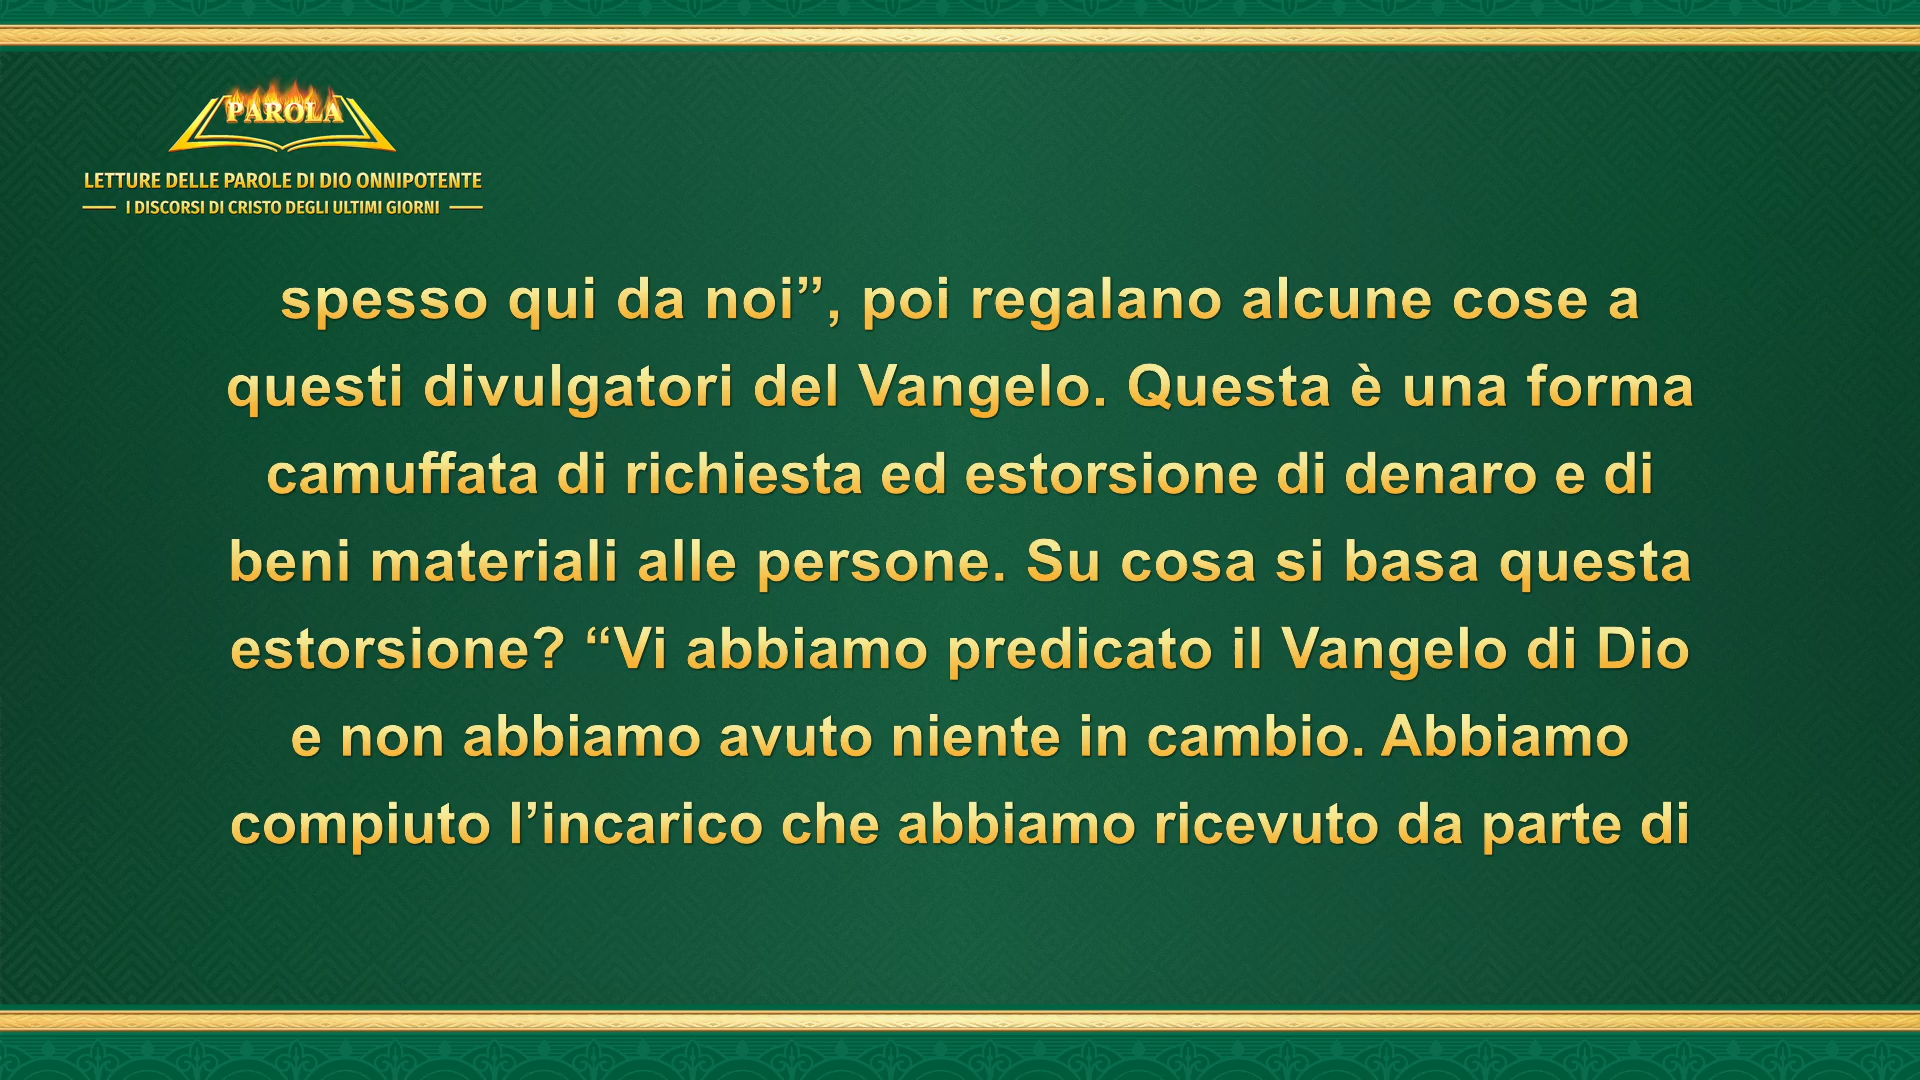 PAROLA
LETTURE DELLE PAROLE DI DIO ONNIPOTENTE
I DISCORSI DI CRISTO DEGLI ULTIMI GIORNI
spesso qui da noi”, poi regalano alcune cose a
questi divulgatori del Vangelo. Questa è una forma
camuffata di richiesta ed estorsione di denaro e di
beni materiali alle persone. Su cosa si basa questa
estorsione? “Vi abbiamo predicato il Vangelo di Dio
e non abbiamo avuto niente in cambio. Abbiamo
compiuto l’incarico che abbiamo ricevuto da parte di